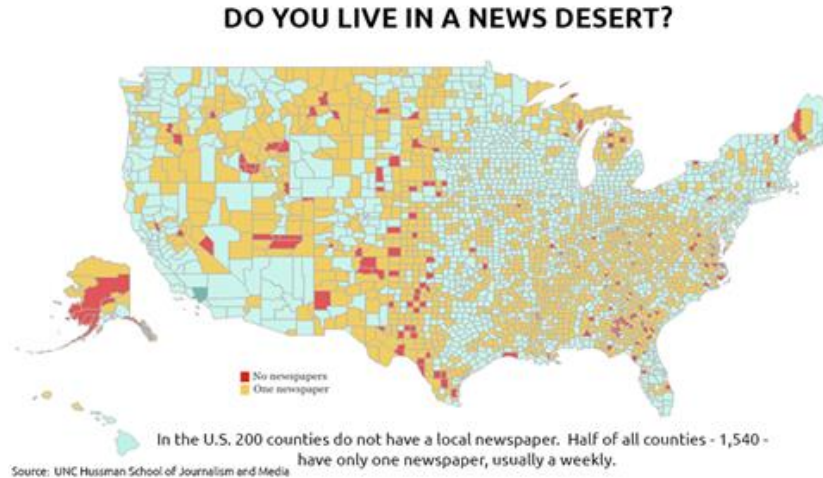 DO YOU LIVE IN A NEWS DESERT?
No newspapers
One newspaper
In the U.S. 200 counties do not have a local newspaper. Half of all counties - 1,540 -
have only one newspaper, usually a weekly.
Source: UNC Hussman School of Journalism and Media